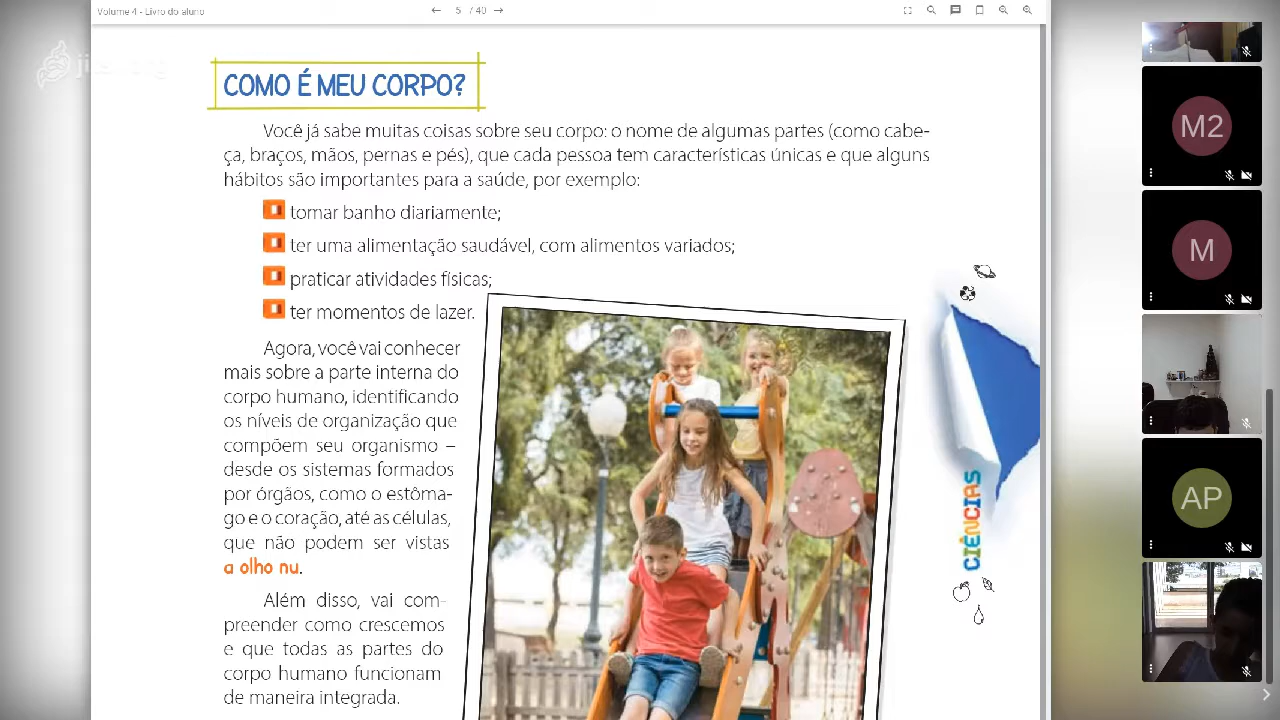 Volume 4 - Livro do aluno
5 / 40
COMO É MEU CORPO?
Você já sabe muitas coisas sobre seu corpo: o nome de algumas partes (como cabe-
ça, braços, mãos, pernas e pés), que cada pessoa tem características únicas e que alguns
hábitos são importantes para a saúde, por exemplo:
tomar banho diariamente;
ter uma alimentação saudável, com alimentos variados;
praticar atividades físicas;
ter momentos de lazer.
Agora, você vai conhecer
mais sobre a parte interna do
corpo humano, identificando
os níveis de organização que
compõem seu organismo –
desde os sistemas formados
por órgãos, como o estôma-
go e o coração, até as células,
que não podem ser vistas
a olho nu.
Além disso, vai com-
preender como crescemos
e que todas as partes do
corpo humano funcionam
de maneira integrada.
CIÊNCIAS
M2
M
AP